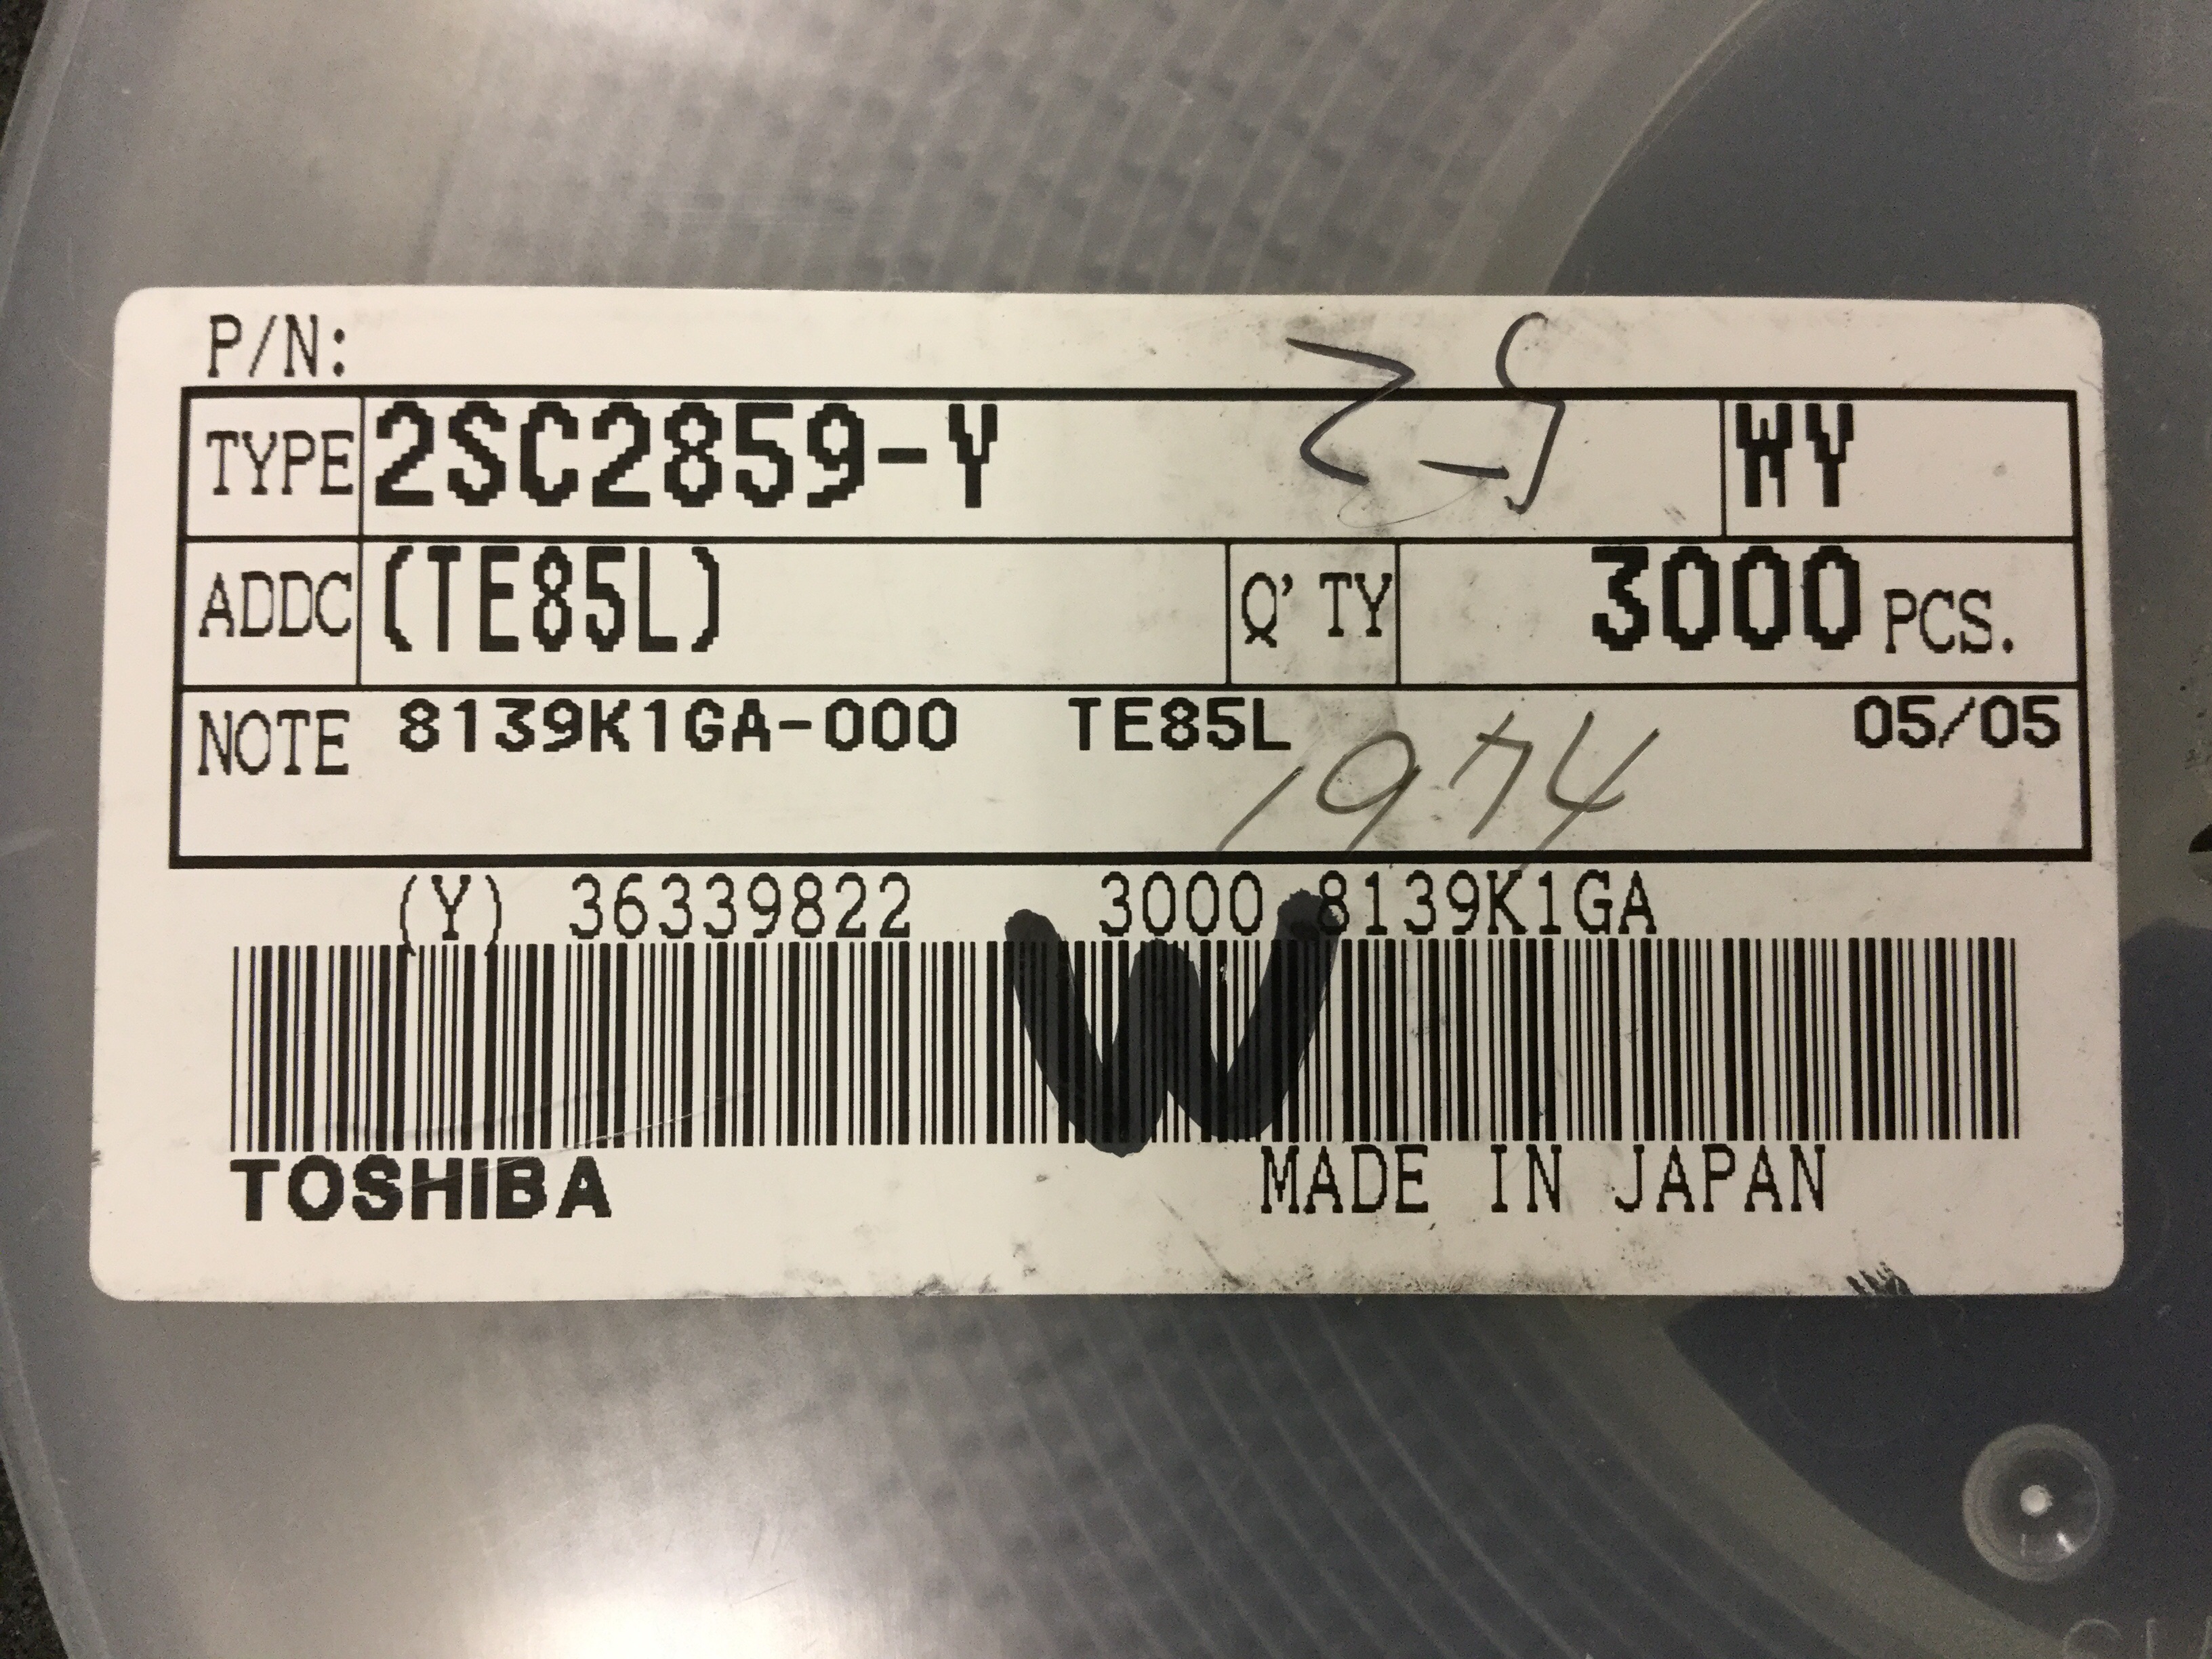 P/N:
TYPE 2SC2859-Y WY
ADDC (TE85L) Q'TY 3000 PCS.
NOTE 8139K1GA-000 TE85L 05/05
1974
(Y) 36339822 3000 8139K1GA
W
TOSHIBA MADE IN JAPAN